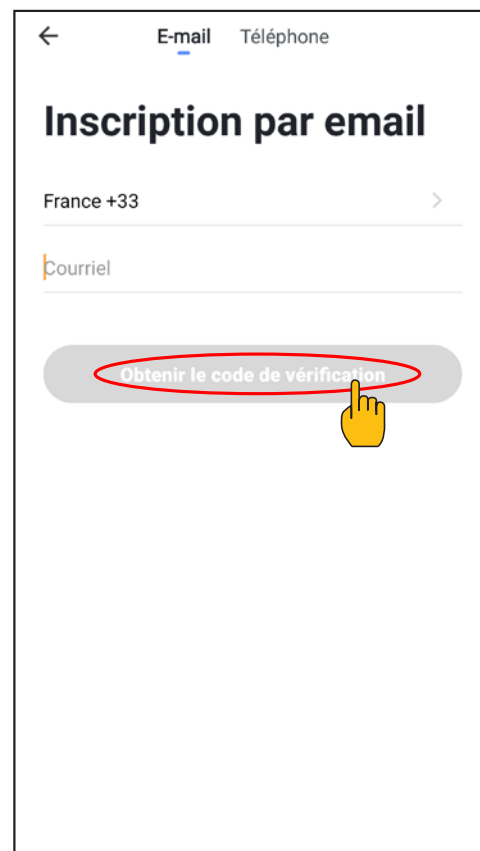 E-mail Téléphone
Inscription par email
France +33
Courriel
Obtenir le code de vérification